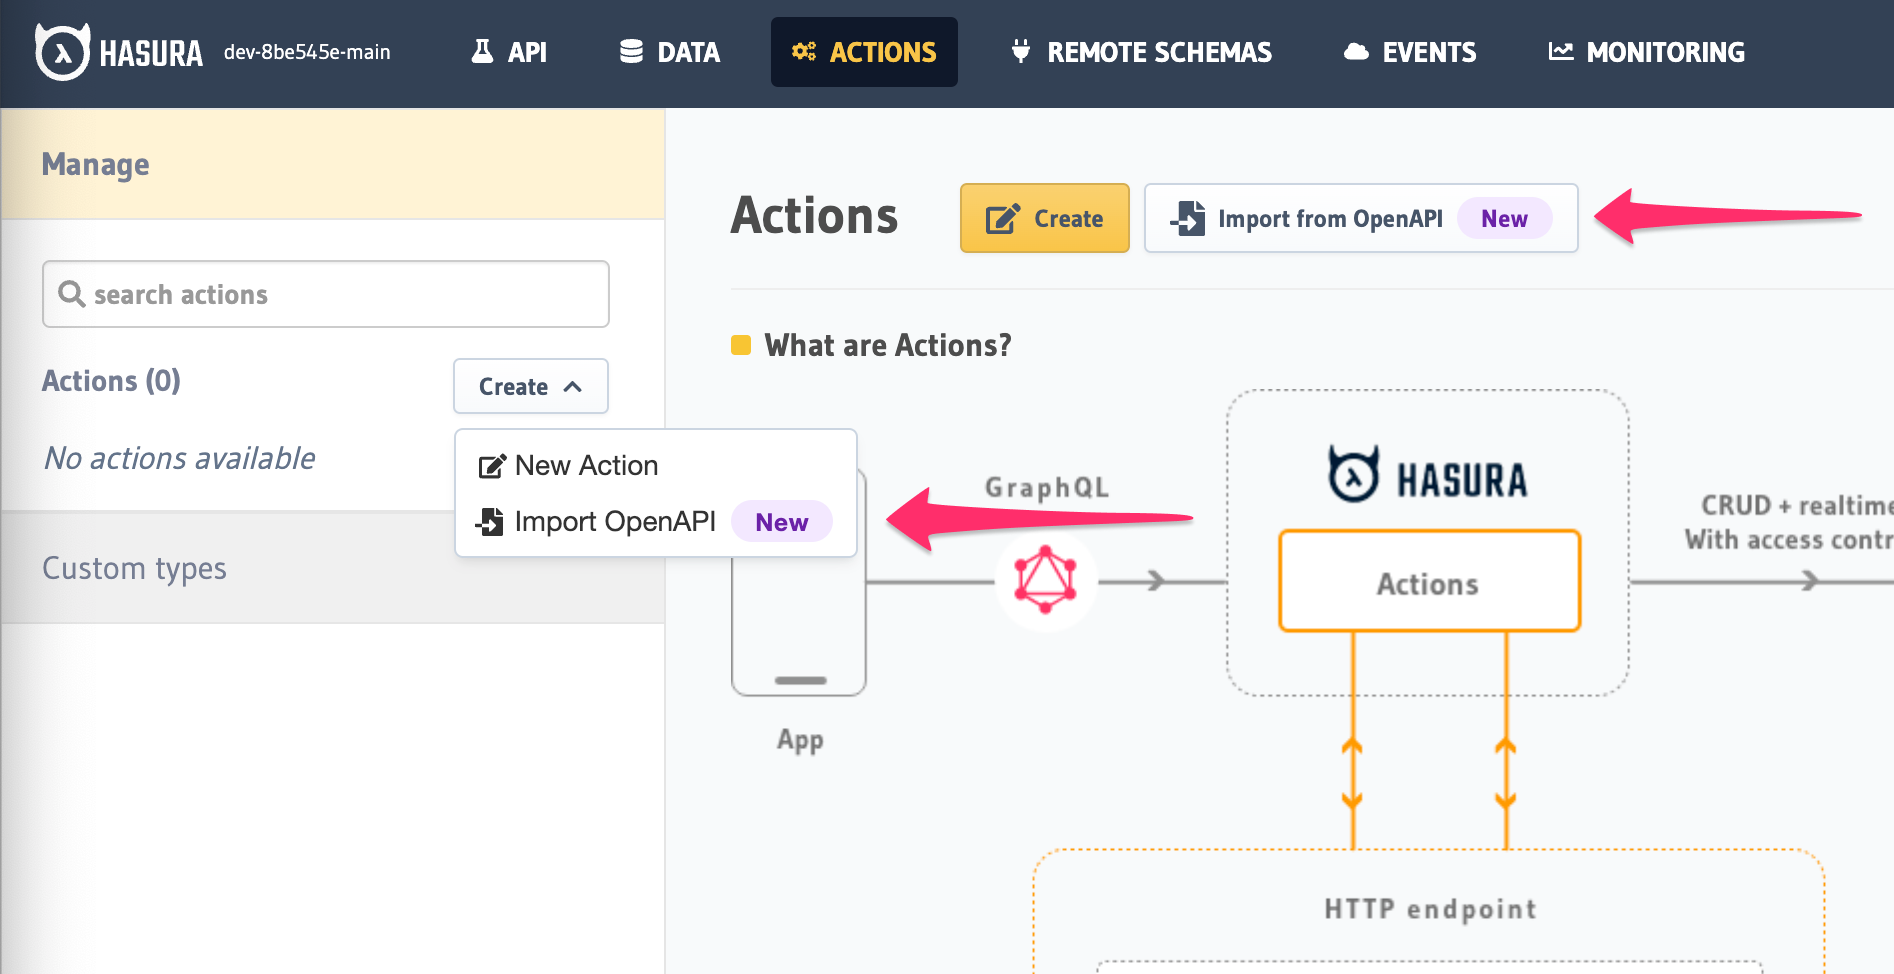 HASURA dev-8be545e-main API DATA ACTIONS REMOTE SCHEMAS EVENTS MONITORING
Manage
search actions
Actions (0)
Create
No actions available
New Action
Import OpenAPI New
Custom types
Actions
Create
Import from OpenAPI New
What are Actions?
GraphQL
HASURA
Actions
CRUD + realtime
With access contr
App
HTTP endpoint